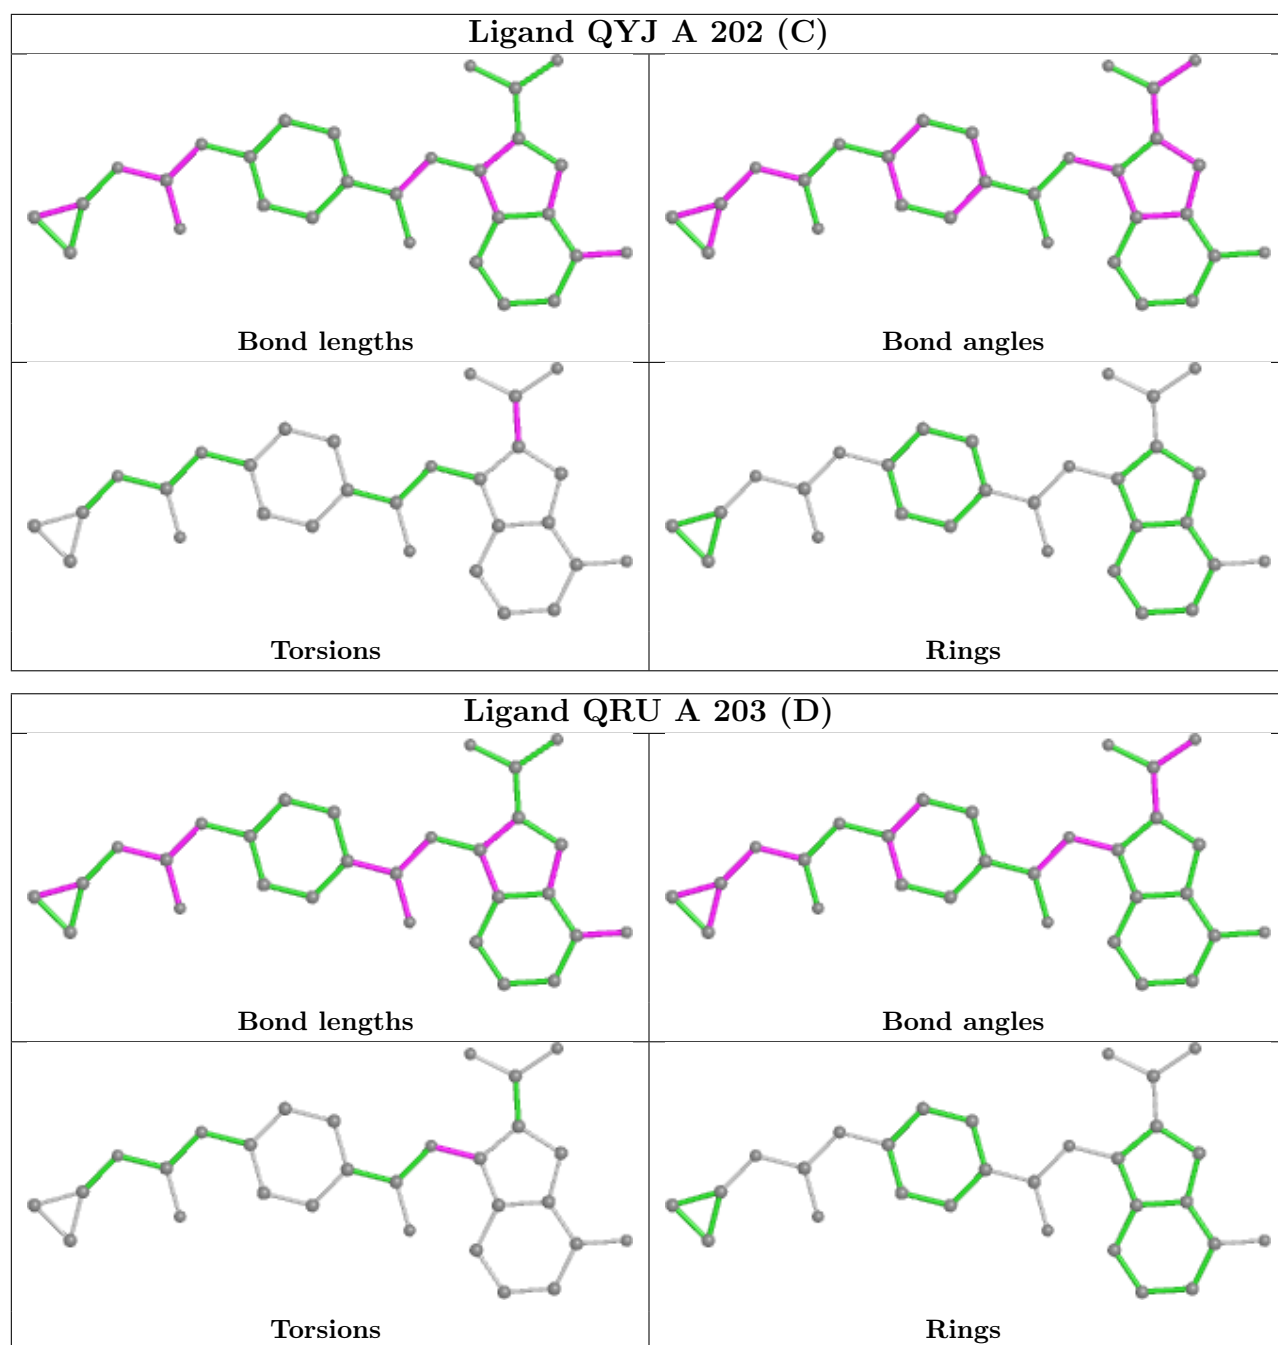 Ligand QYJ A 202 (C)
Bond lengths
Bond angles
Torsions
Rings
Ligand QRU A 203 (D)
Bond lengths
Bond angles
Torsions
Rings